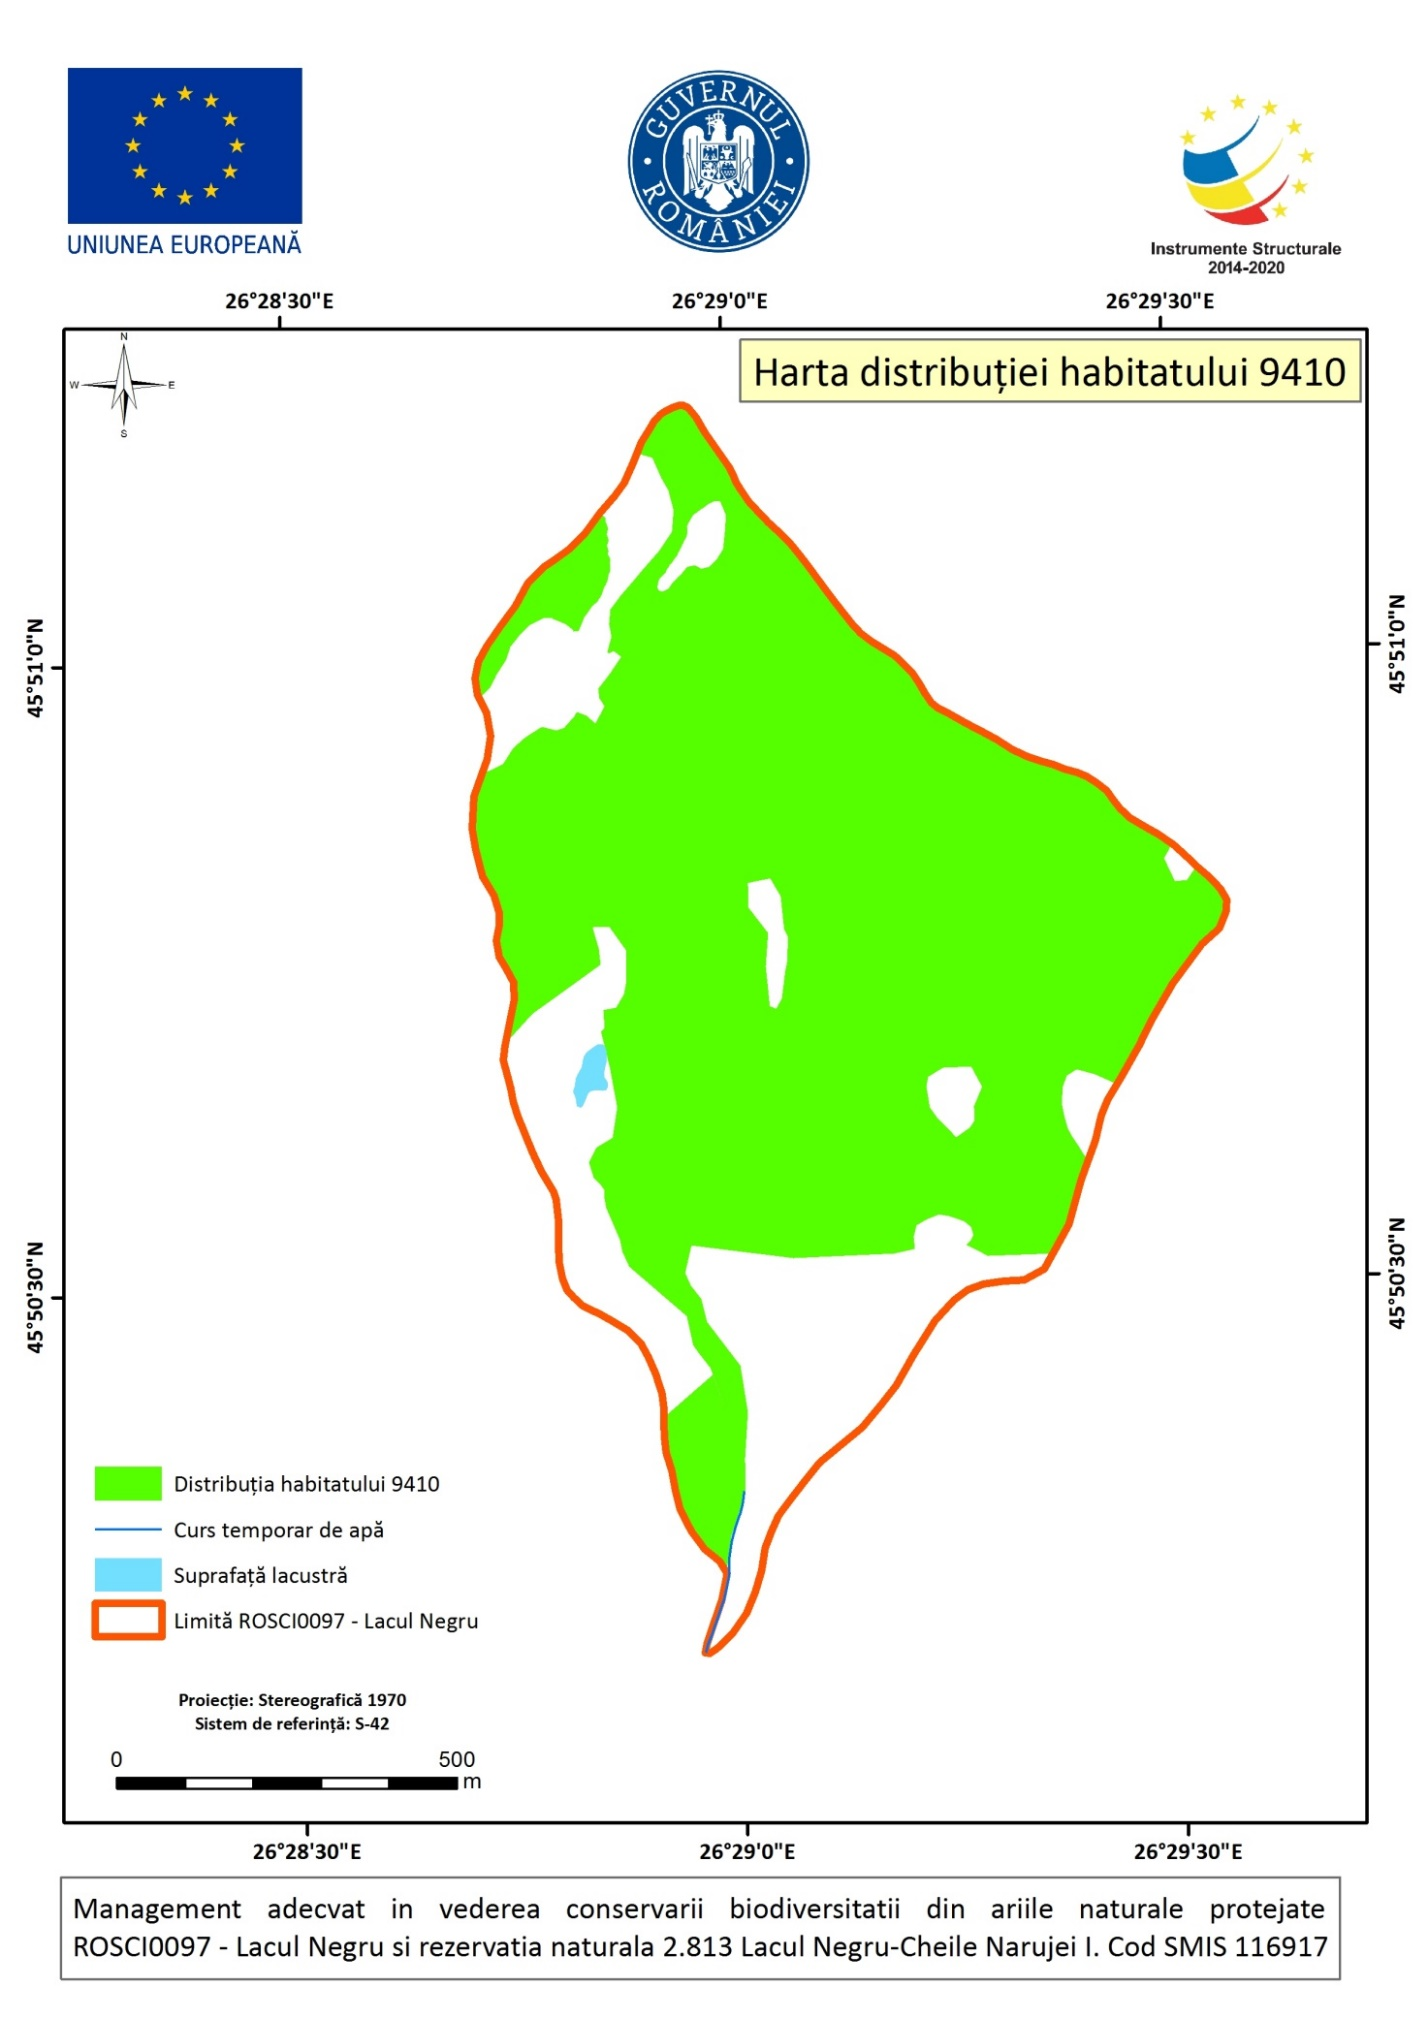 UNIUNEA EUROPEANĂ
GUVERNUL ROMÂNIEI
Instrumente Structurale
2014-2020
26°28'30"E
26°29'0"E
26°29'30"E
N
W
E
S
Harta distribuției habitatului 9410
45°51'0"N
45°51'0"N
45°50'30"N
45°50'30"N
Distribuția habitatului 9410
Curs temporar de apă
Suprafață lacustră
Limită ROSCI0097 - Lacul Negru
Proiecție: Stereografică 1970
Sistem de referință: S-42
0
500
m
26°28'30"E
26°29'0"E
26°29'30"E
Management adecvat in vederea conservarii biodiversitatii din ariile naturale protejate
ROSCI0097 - Lacul Negru si rezervatia naturala 2.813 Lacul Negru-Cheile Narujei I. Cod SMIS 116917